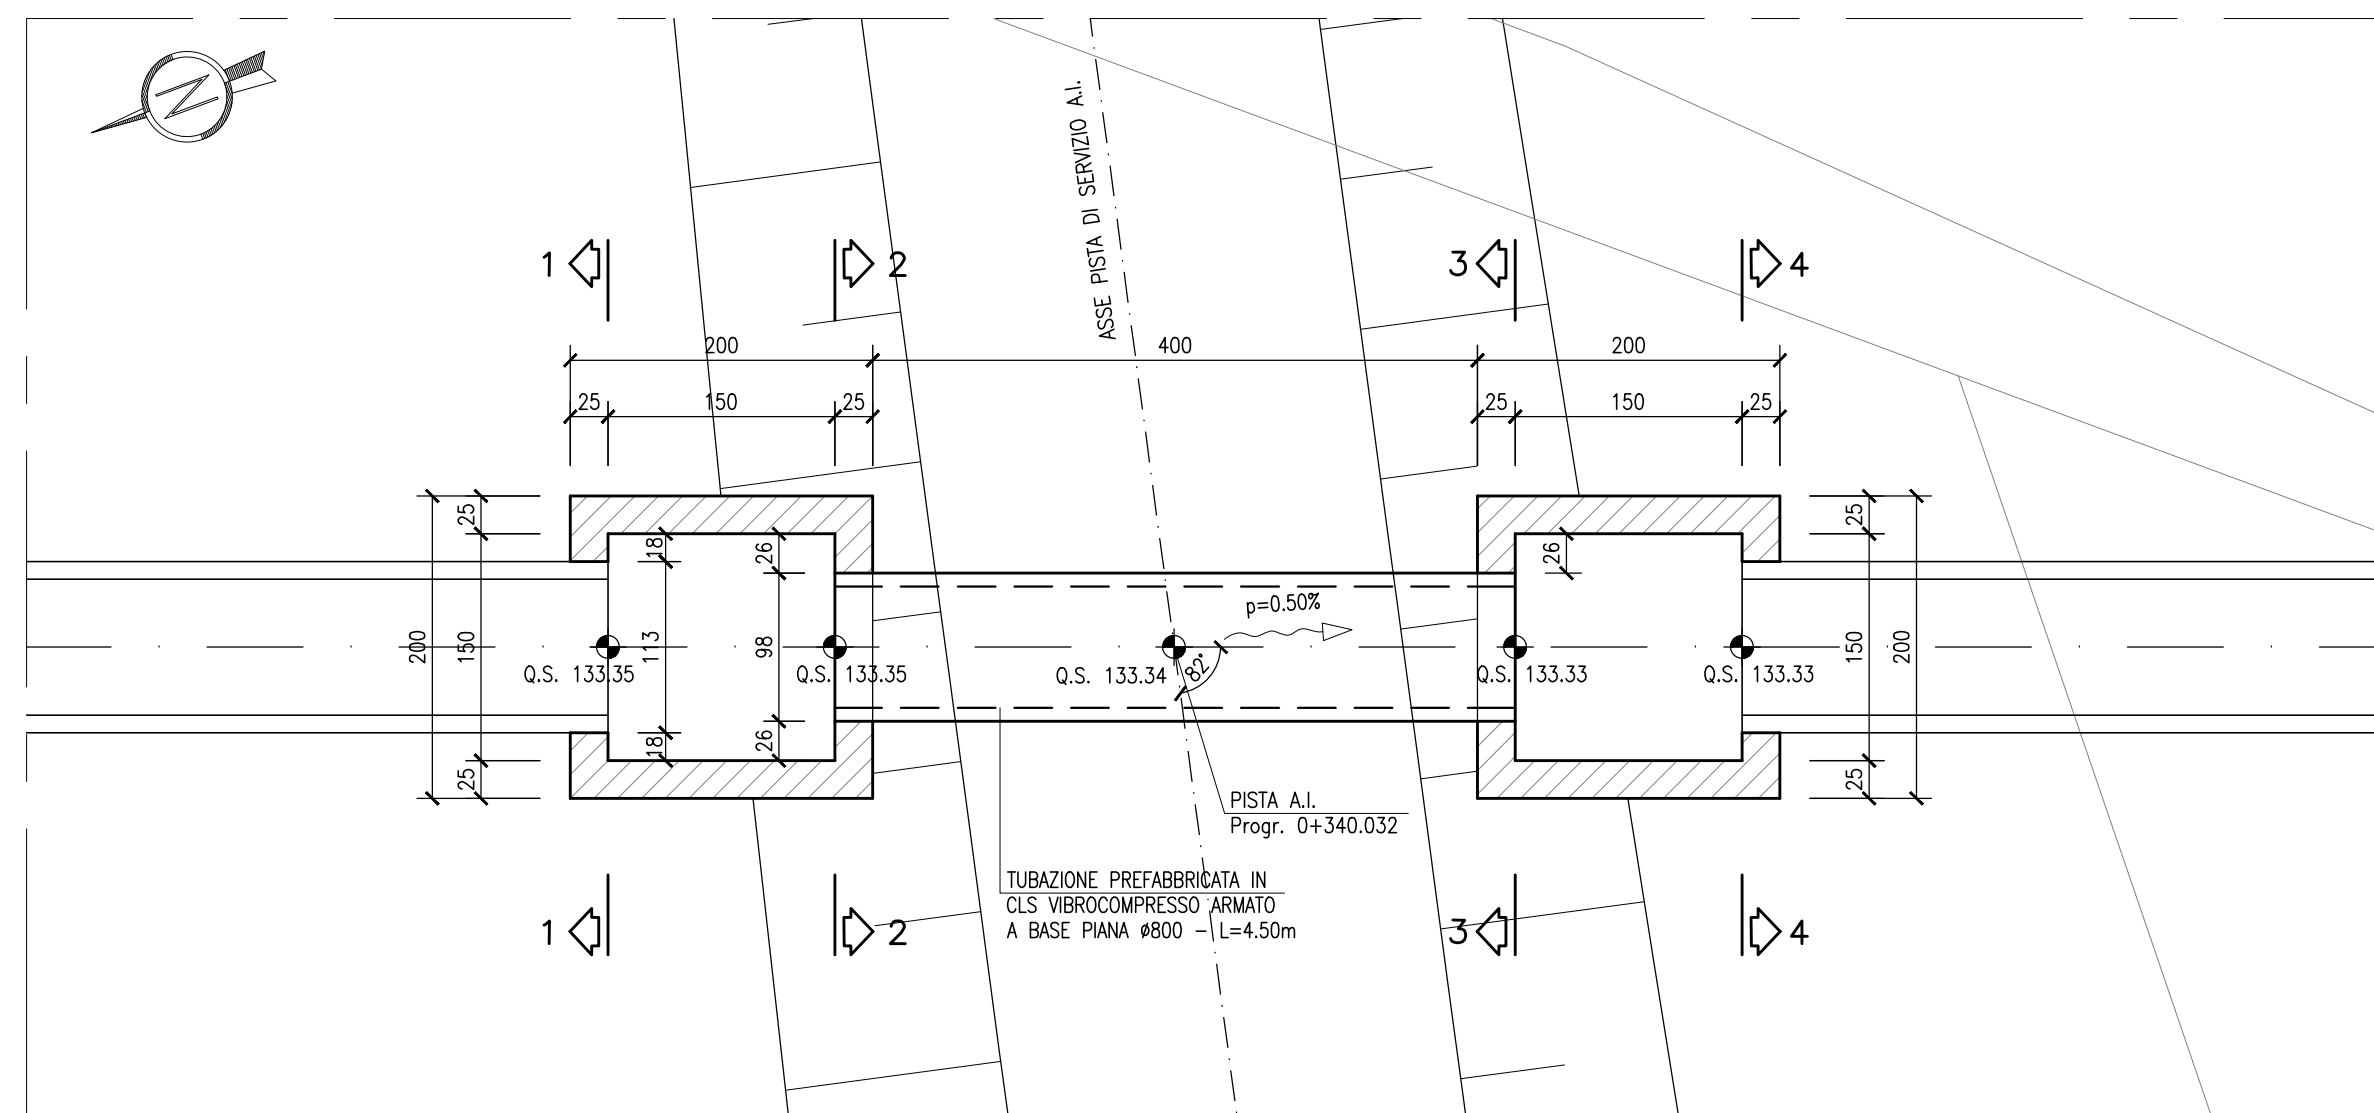 N
ASSE PISTA DI SERVIZIO A.I.
1
2
3
4
200
400
200
25
150
25
25
150
25
25
18
26
26
25
200
150
113
98
p=0.50%
150
200
Q.S. 133.35
Q.S. 133.35
Q.S. 133.34
82°
Q.S. 133.33
Q.S. 133.33
25
18
26
25
PISTA A.I.
Progr. 0+340.032
TUBAZIONE PREFABBRICATA IN
CLS VIBROCOMPRESSO ARMATO
A BASE PIANA ø800 - L=4.50m
1
2
3
4